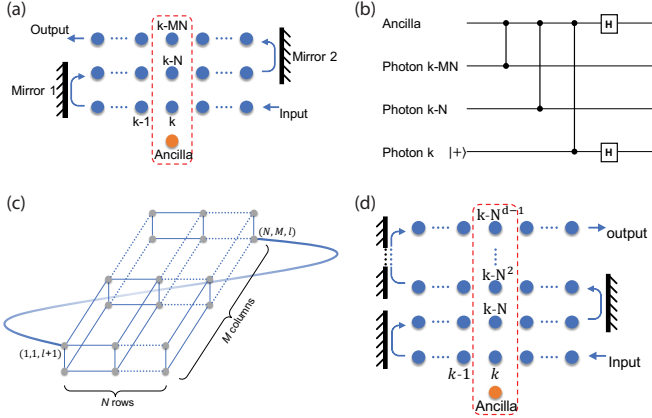 (a)
Output
k-MN
k-N
Mirror 2
Mirror 1
k-1
k
Input
Ancilla
(b)
Ancilla
H
Photon k-MN
Photon k-N
Photon k |+⟩
H
(c)
(N, M, l)
(1,1, l+1)
M columns
N rows
(d)
k-N^{d-1}
output
k-N^2
k-N
k-1
k
Input
Ancilla